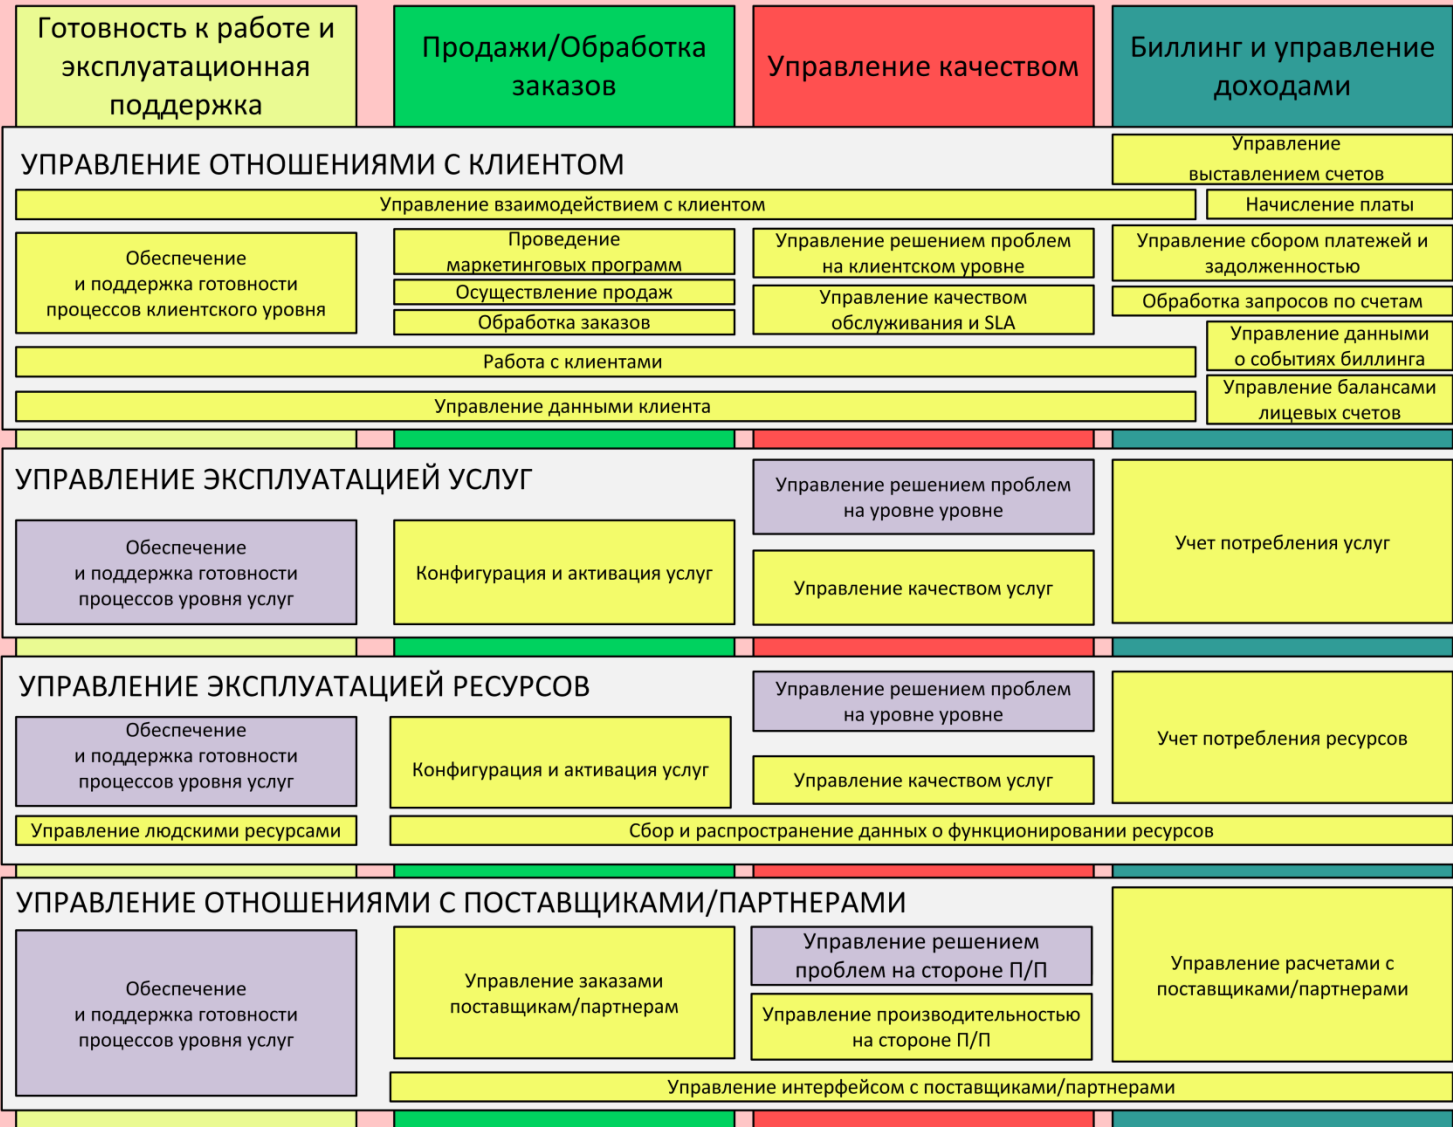 Готовность к работе и
эксплуатационная
поддержка
Продажи/Обработка
заказов
Управление качеством
Биллинг и управление
доходами
УПРАВЛЕНИЕ ОТНОШЕНИЯМИ С КЛИЕНТОМ
Управление
выставлением счетов
Управление взаимодействием с клиентом
Начисление платы
Обеспечение
и поддержка готовности
процессов клиентского уровня
Проведение
маркетинговых программ
Осуществление продаж
Обработка заказов
Управление решением проблем
на клиентском уровне
Управление качеством
обслуживания и SLA
Управление сбором платежей и
задолженностью
Обработка запросов по счетам
Управление данными
о событиях биллинга
Работа с клиентами
Управление балансами
лицевых счетов
Управление данными клиента
УПРАВЛЕНИЕ ЭКСПЛУАТАЦИЕЙ УСЛУГ
Обеспечение
и поддержка готовности
процессов уровня услуг
Конфигурация и активация услуг
Управление решением проблем
на уровне уровне
Управление качеством услуг
Учет потребления услуг
УПРАВЛЕНИЕ ЭКСПЛУАТАЦИЕЙ РЕСУРСОВ
Обеспечение
и поддержка готовности
процессов уровня услуг
Конфигурация и активация услуг
Управление решением проблем
на уровне уровне
Управление качеством услуг
Учет потребления ресурсов
Управление людскими ресурсами
Сбор и распространение данных о функционировании ресурсов
УПРАВЛЕНИЕ ОТНОШЕНИЯМИ С ПОСТАВЩИКАМИ/ПАРТНЕРАМИ
Обеспечение
и поддержка готовности
процессов уровня услуг
Управление заказами
поставщикам/партнерам
Управление решением
проблем на стороне П/П
Управление производительностью
на стороне П/П
Управление расчетами с
поставщиками/партнерами
Управление интерфейсом с поставщиками/партнерами